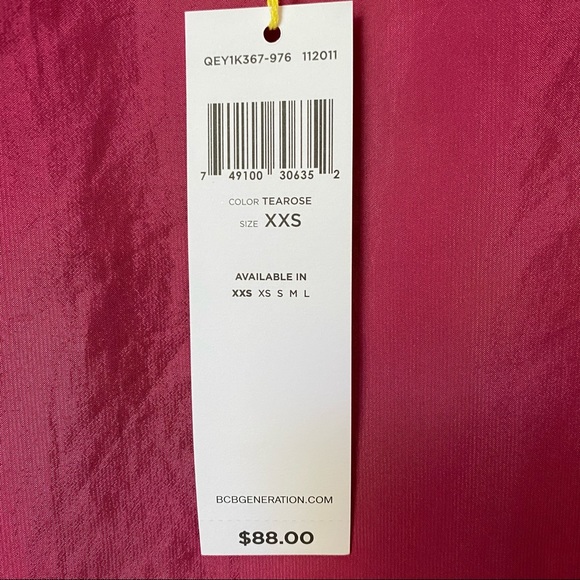 QEY1K367-976 112011
7 49100 30635 2
COLOR TEAROSE
SIZE XXS
AVAILABLE IN
XXS XS S M L
BCBGENERATION.COM
$88.00